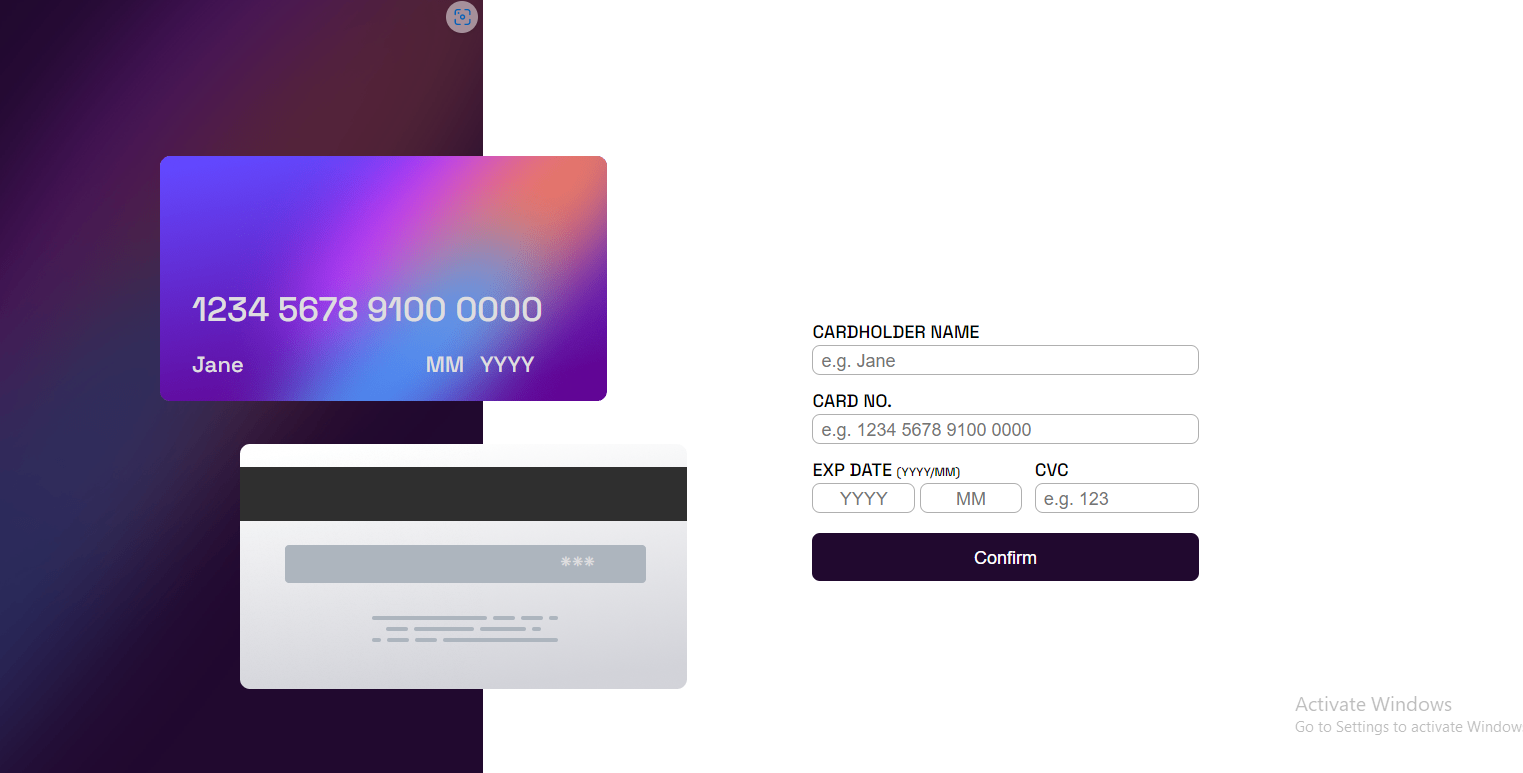 1234 5678 9100 0000
Jane MM YYYY
***
CARDHOLDER NAME
e.g. Jane
CARD NO.
e.g. 1234 5678 9100 0000
EXP DATE (YYYY/MM) CVC
YYYY MM e.g. 123
Confirm
Activate Windows
Go to Settings to activate Window